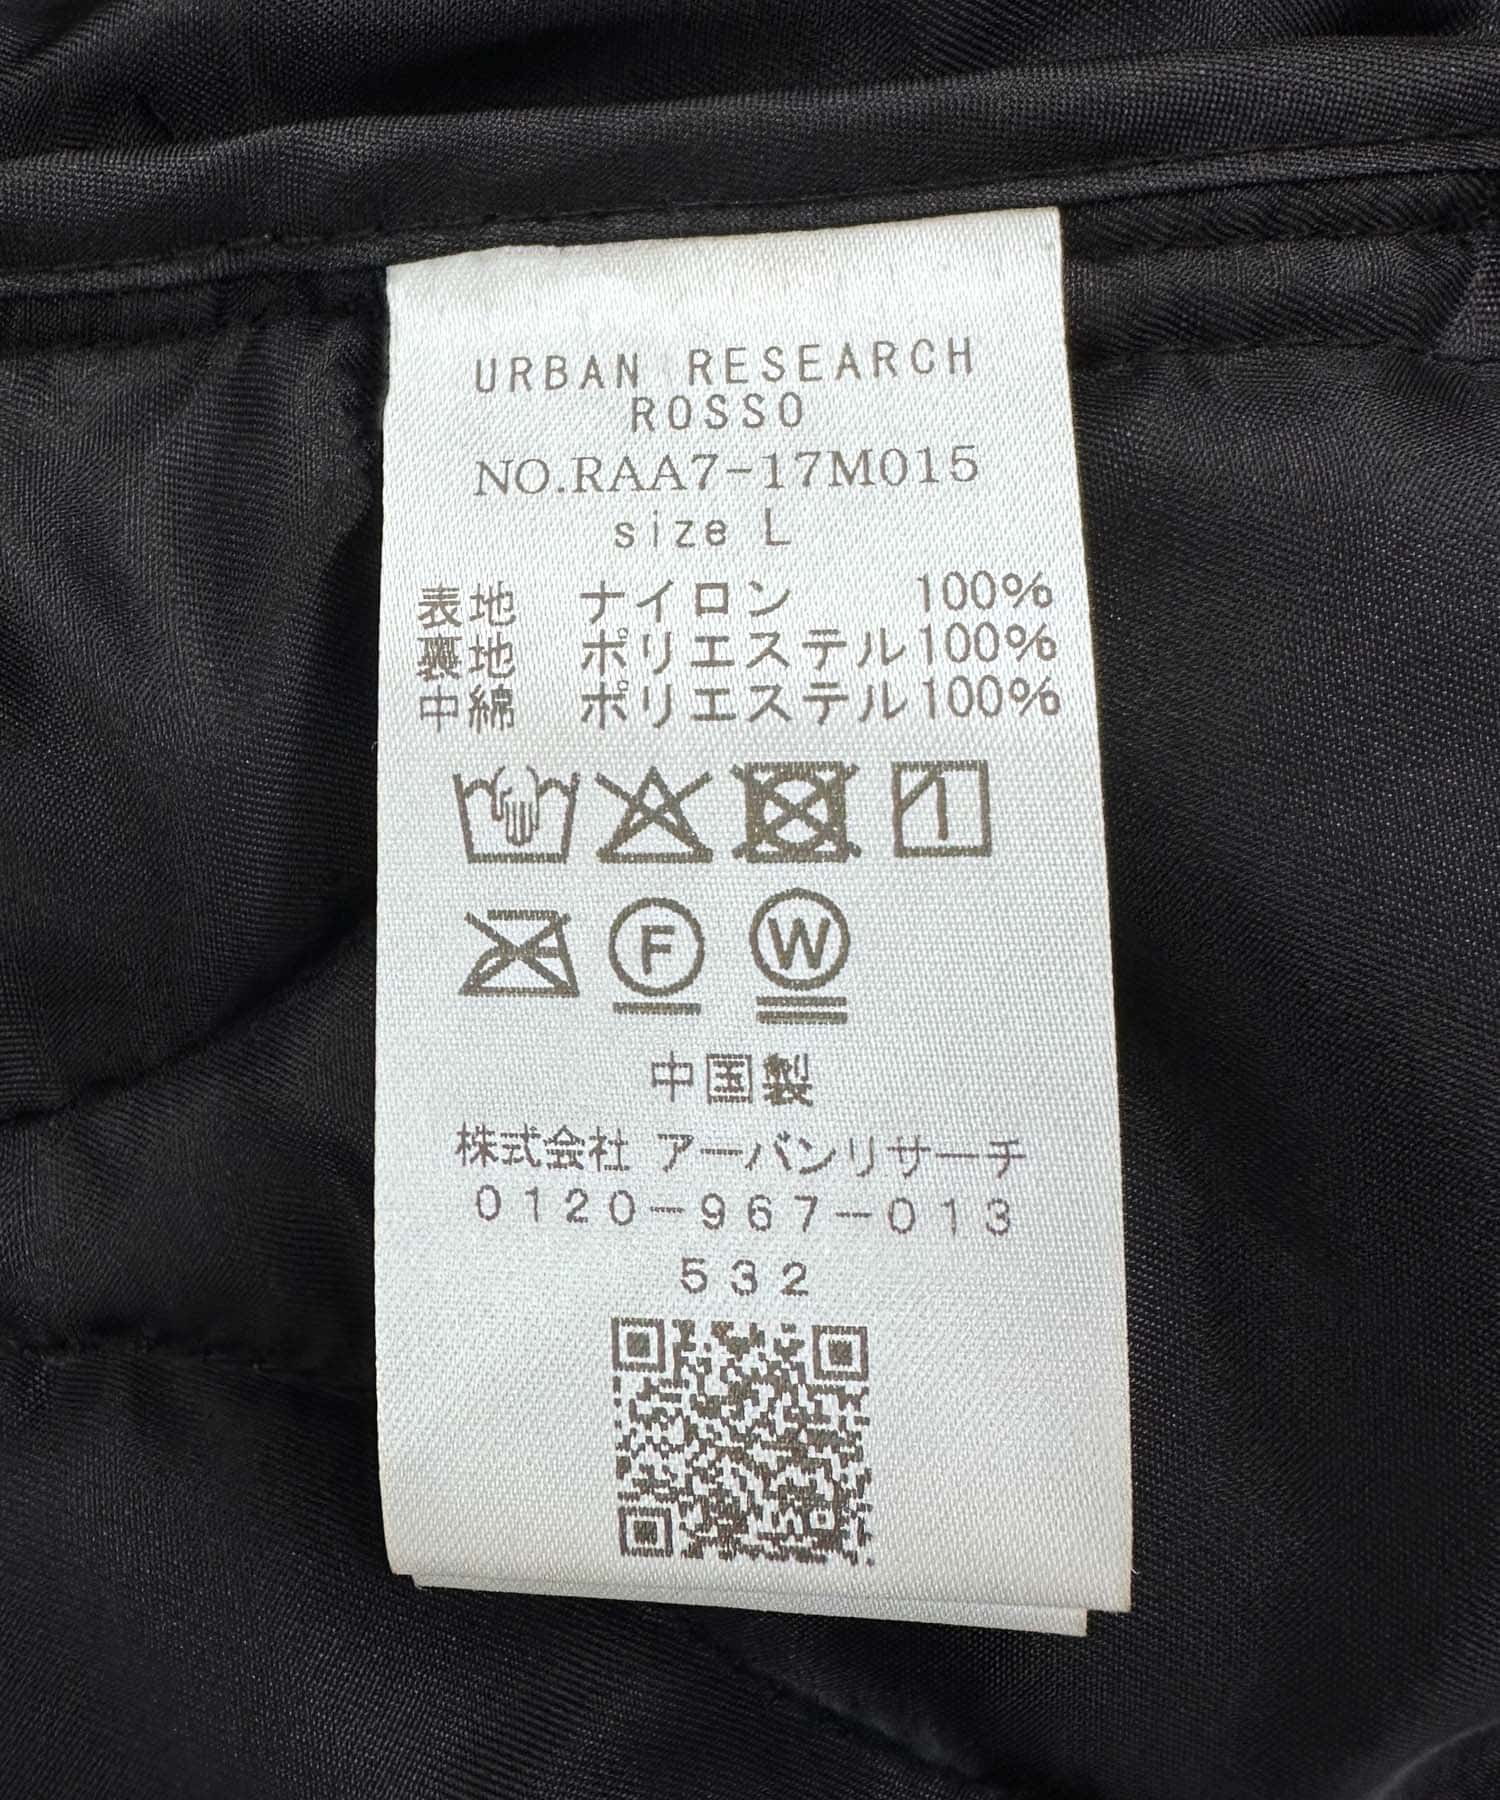 URBAN RESEARCH
ROSSO
NO.RAA7-17M015
size L
表地 ナイロン 100%
裏地 ポリエステル100%
中綿 ポリエステル100%
F
W
中国製
株式会社 アーバンリサーチ
0120-967-013
532